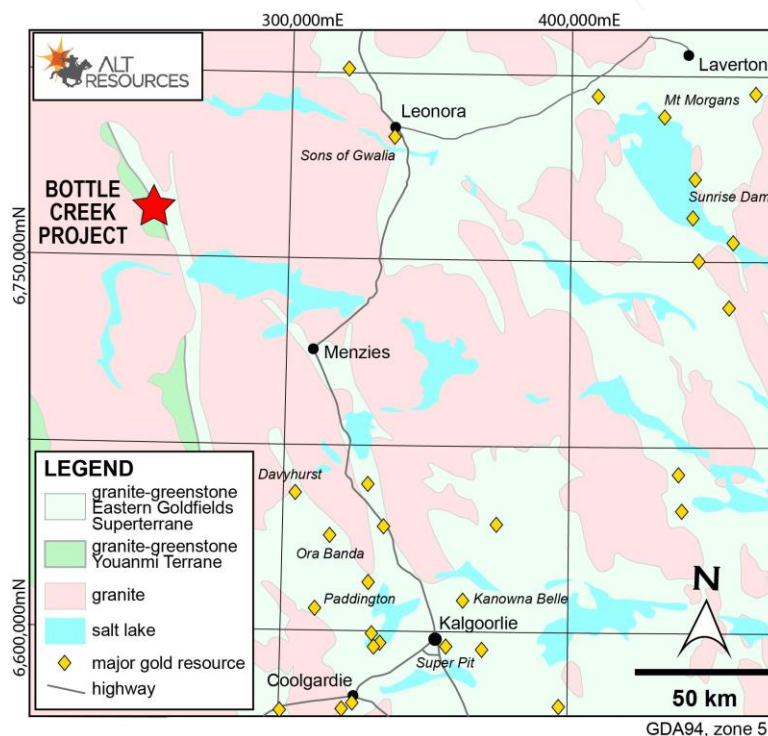 300,000mE
400,000mE
ALT
RESOURCES
Laverton
Leonora
Mt Morgans
Sons of Gwalia
BOTTLE
CREEK
PROJECT
Sunrise Dam
6,750,000mN
Menzies
LEGEND
granite-greenstone
Eastern Goldfields
Superterrane
granite-greenstone
Youanmi Terrane
granite
salt lake
major gold resource
highway
Davyhurst
Ora Banda
Paddington
Kanowna Belle
Kalgoorlie
Super Pit
Coolgardie
6,600,000mN
N
50 km
GDA94, zone 5